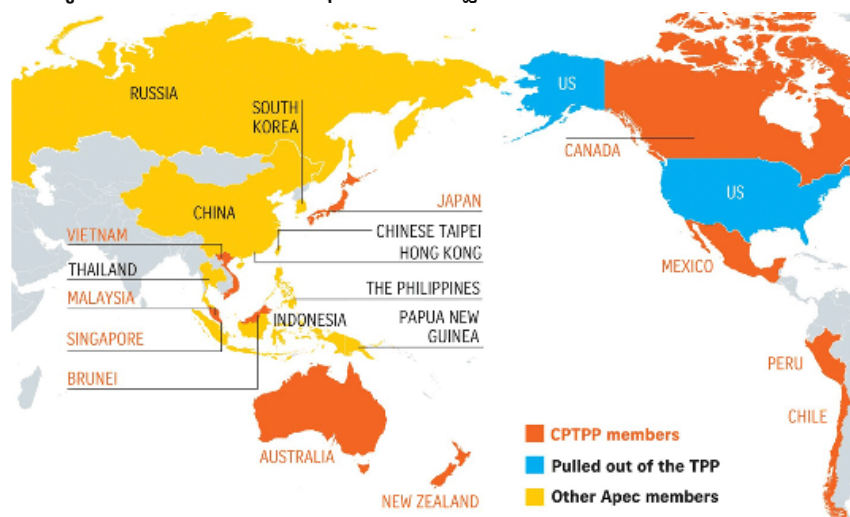 RUSSIA
US
SOUTH
KOREA
CANADA
CHINA
US
JAPAN
VIETNAM
CHINESE TAIPEI
HONG KONG
THAILAND
MEXICO
MALAYSIA
THE PHILIPPINES
INDONESIA
PAPUA NEW
GUINEA
SINGAPORE
PERU
BRUNEI
CHILE
AUSTRALIA
NEW ZEALAND
CPTPP members
Pulled out of the TPP
Other Apec members